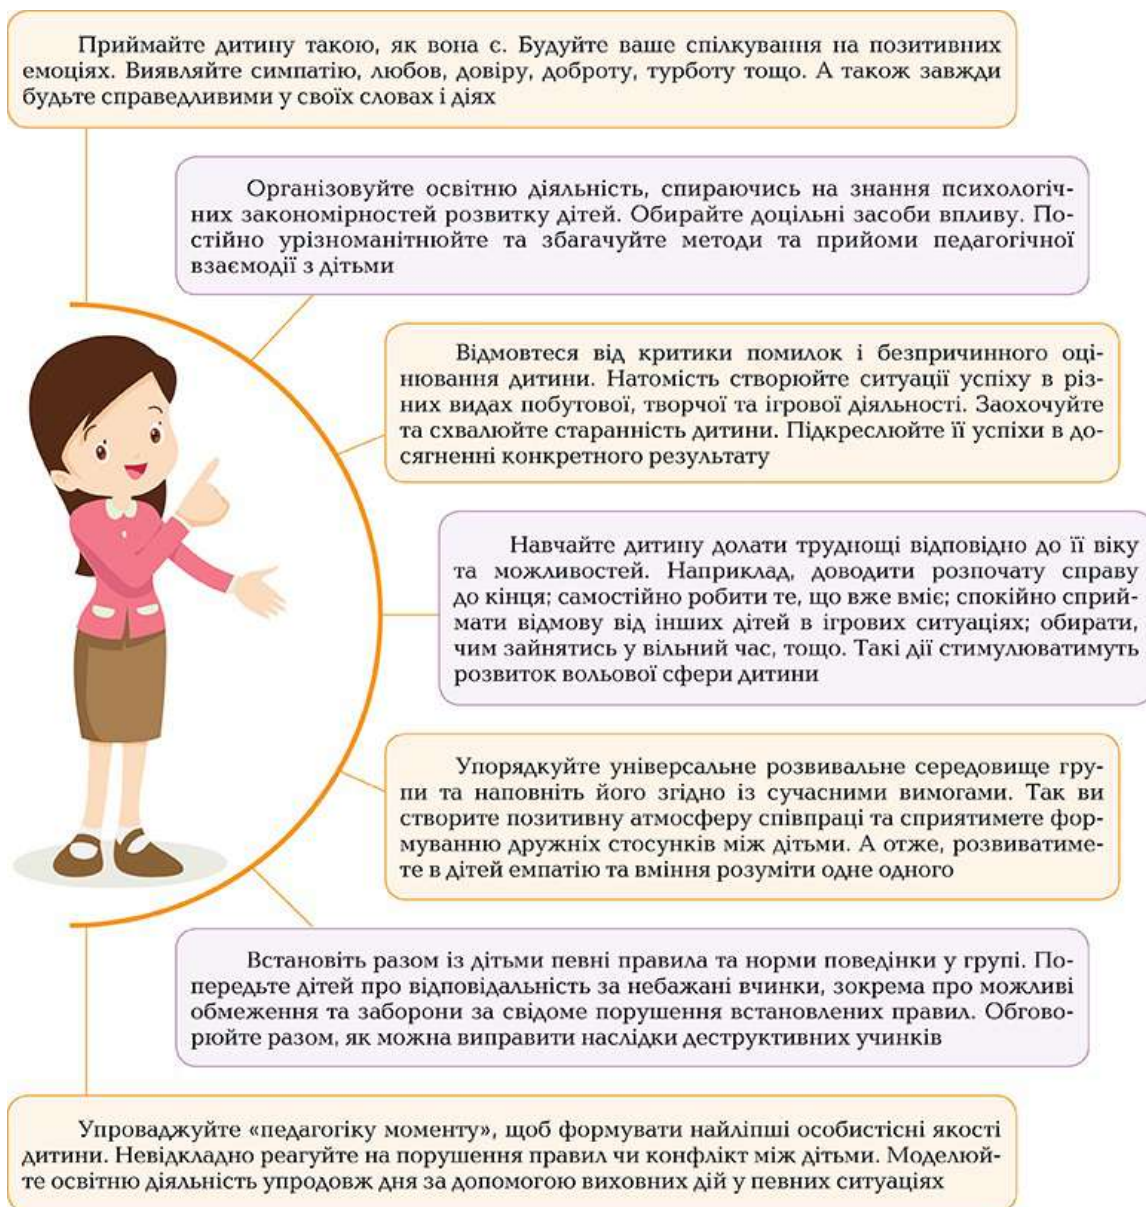 Приймайте дитину такою, як вона є. Будуйте ваше спілкування на позитивних
емоціях. Виявляйте симпатію, любов, довіру, доброту, турботу тощо. А також завжди
будьте справедливими у своїх словах і діях
Організовуйте освітню діяльність, спираючись на знання психологіч-
них закономірностей розвитку дітей. Обирайте доцільні засоби впливу. По-
стійно урізноманітнюйте та збагачуйте методи та прийоми педагогічної
взаємодії з дітьми
Відмовтеся від критики помилок і безпричинного оці-
нювання дитини. Натомість створюйте ситуації успіху в різ-
них видах побутової, творчої та ігрової діяльності. Заохочуйте
та схвалюйте старанність дитини. Підкреслюйте її успіхи в до-
сягненні конкретного результату
Навчайте дитину долати труднощі відповідно до її віку
та можливостей. Наприклад, доводити розпочату справу
до кінця; самостійно робити те, що вже вміє; спокійно сприй-
мати відмову від інших дітей в ігрових ситуаціях; обирати,
чим зайнятись у вільний час, тощо. Такі дії стимулюватимуть
розвиток вольової сфери дитини
Упорядкуйте універсальне розвивальне середовище гру-
пи та наповніть його згідно із сучасними вимогами. Так ви
створите позитивну атмосферу співпраці та сприятимете фор-
муванню дружніх стосунків між дітьми. А отже, розвиватиме-
те в дітей емпатію та вміння розуміти одне одного
Встановіть разом із дітьми певні правила та норми поведінки у групі. По-
передьте дітей про відповідальність за небажані вчинки, зокрема про можливі
обмеження та заборони за свідоме порушення встановлених правил. Обгово-
рюйте разом, як можна виправити наслідки деструктивних учинків
Упроваджуйте «педагогіку моменту», щоб формувати найліпші особистісні якості
дитини. Невідкладно реагуйте на порушення правил чи конфлікт між дітьми. Моделюй-
те освітню діяльність упродовж дня за допомогою виховних дій у певних ситуаціях